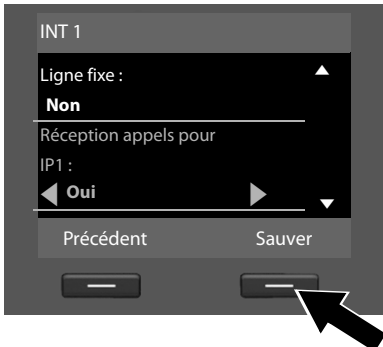 INT 1
Ligne fixe :
Non
Réception appels pour
IP1 :
Oui
Précédent Sauver